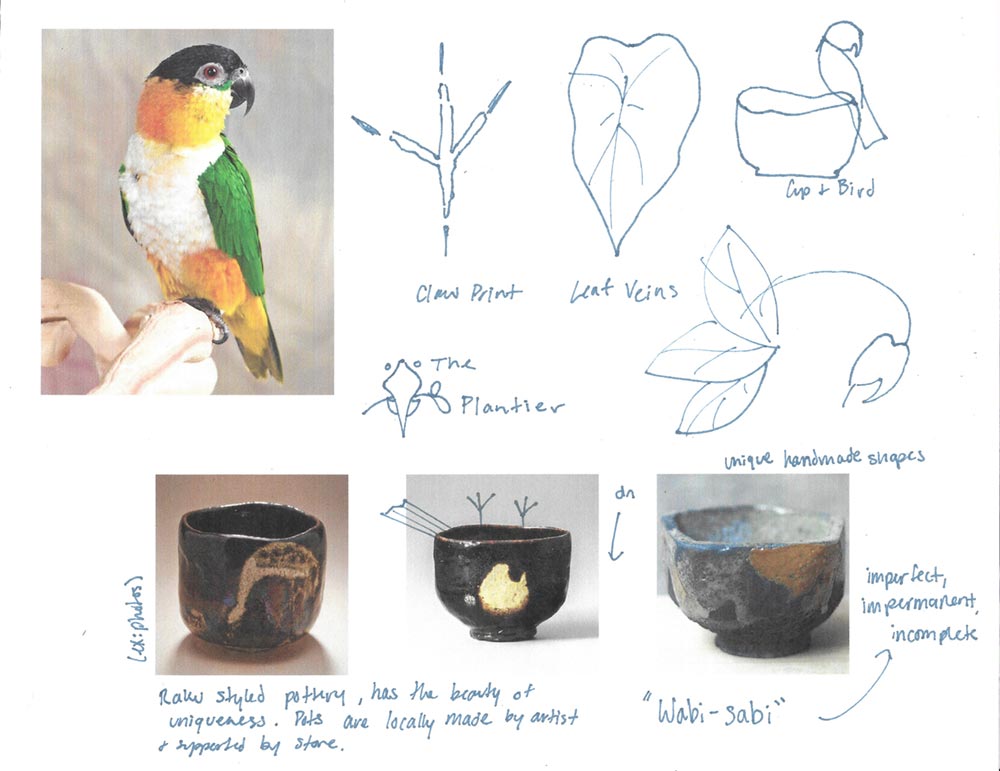 Cup + Bird
Claw Print
Leaf Veins
The
Plantier
unique handmade shapes
(ex: photos)
imperfect,
impermanent,
incomplete
Raku styled pottery, has the beauty of
uniqueness. Pots are locally made by artist
+ supported by store.
"Wabi-sabi"